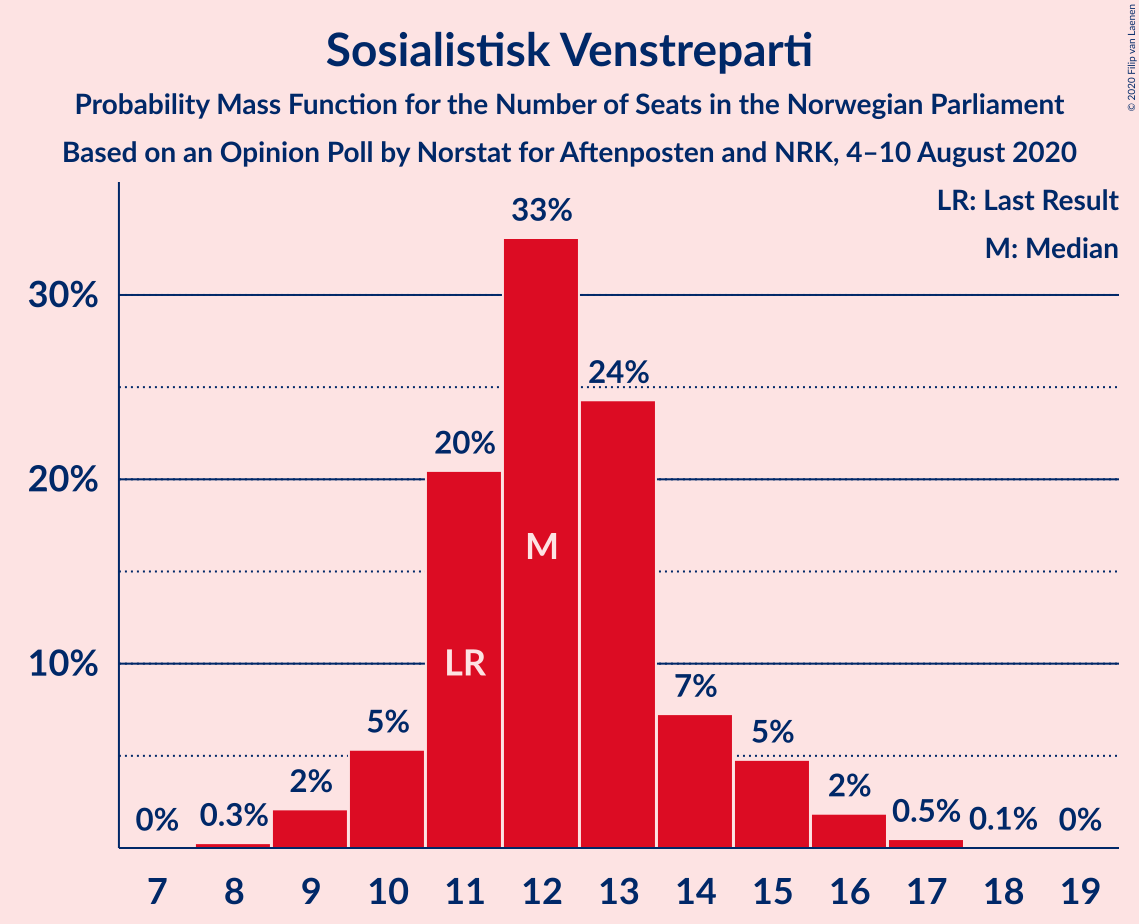 Sosialistisk Venstreparti
Probability Mass Function for the Number of Seats in the Norwegian Parliament
Based on an Opinion Poll by Norstat for Aftenposten and NRK, 4–10 August 2020
© 2020 Filip van Laenen
LR: Last Result
M: Median
30%
20%
10%
0%
0.3%
2%
5%
20%
33%
24%
7%
5%
2%
0.5%
0.1%
0%
LR
M
7 8 9 10 11 12 13 14 15 16 17 18 19